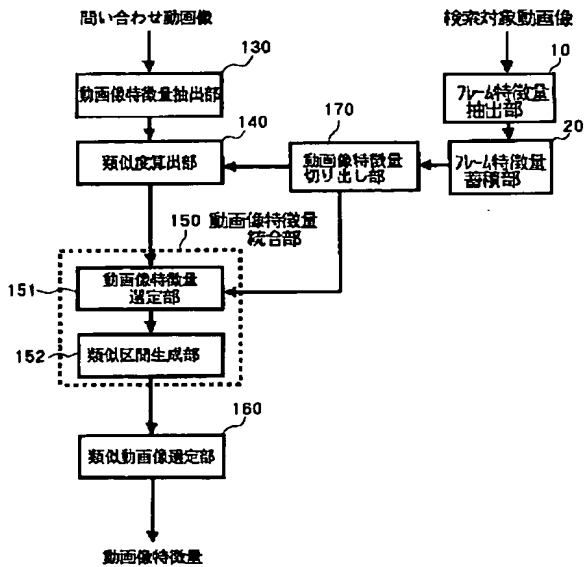 問い合わせ動画像
検索対象動画像
130
10
動画像特徴量抽出部
フレーム特徴量
抽出部
140
170
20
類似度算出部
動画像特徴量
切り出し部
フレーム特徴量
蓄積部
150 動画像特徴量
統合部
151
動画像特徴量
選定部
152
類似区間生成部
160
類似動画像選定部
動画像特徴量